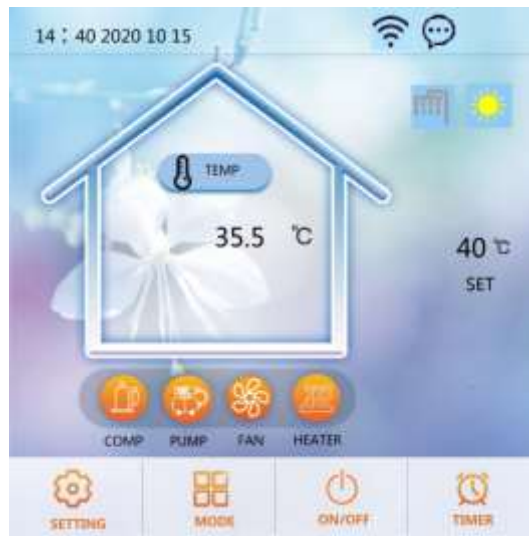 14 : 40 2020 10 15
TEMP
35.5 ℃
40 ℃
SET
COMP PUMP FAN HEATER
SETTING MODE ON/OFF TIMER